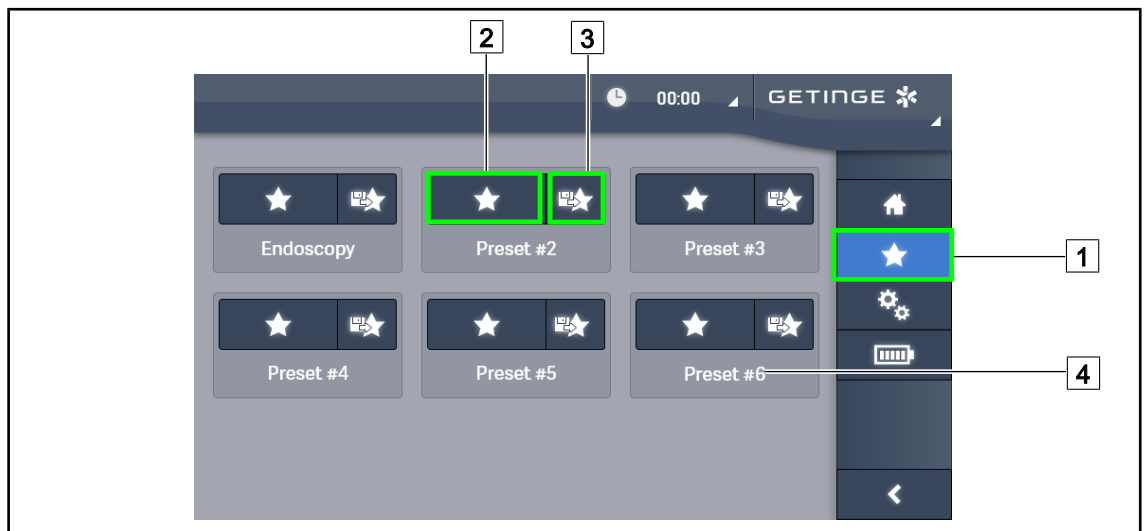 2 3
00:00 GETINGE
Endoscopy Preset #2 Preset #3
1
Preset #4 Preset #5 Preset #6
4